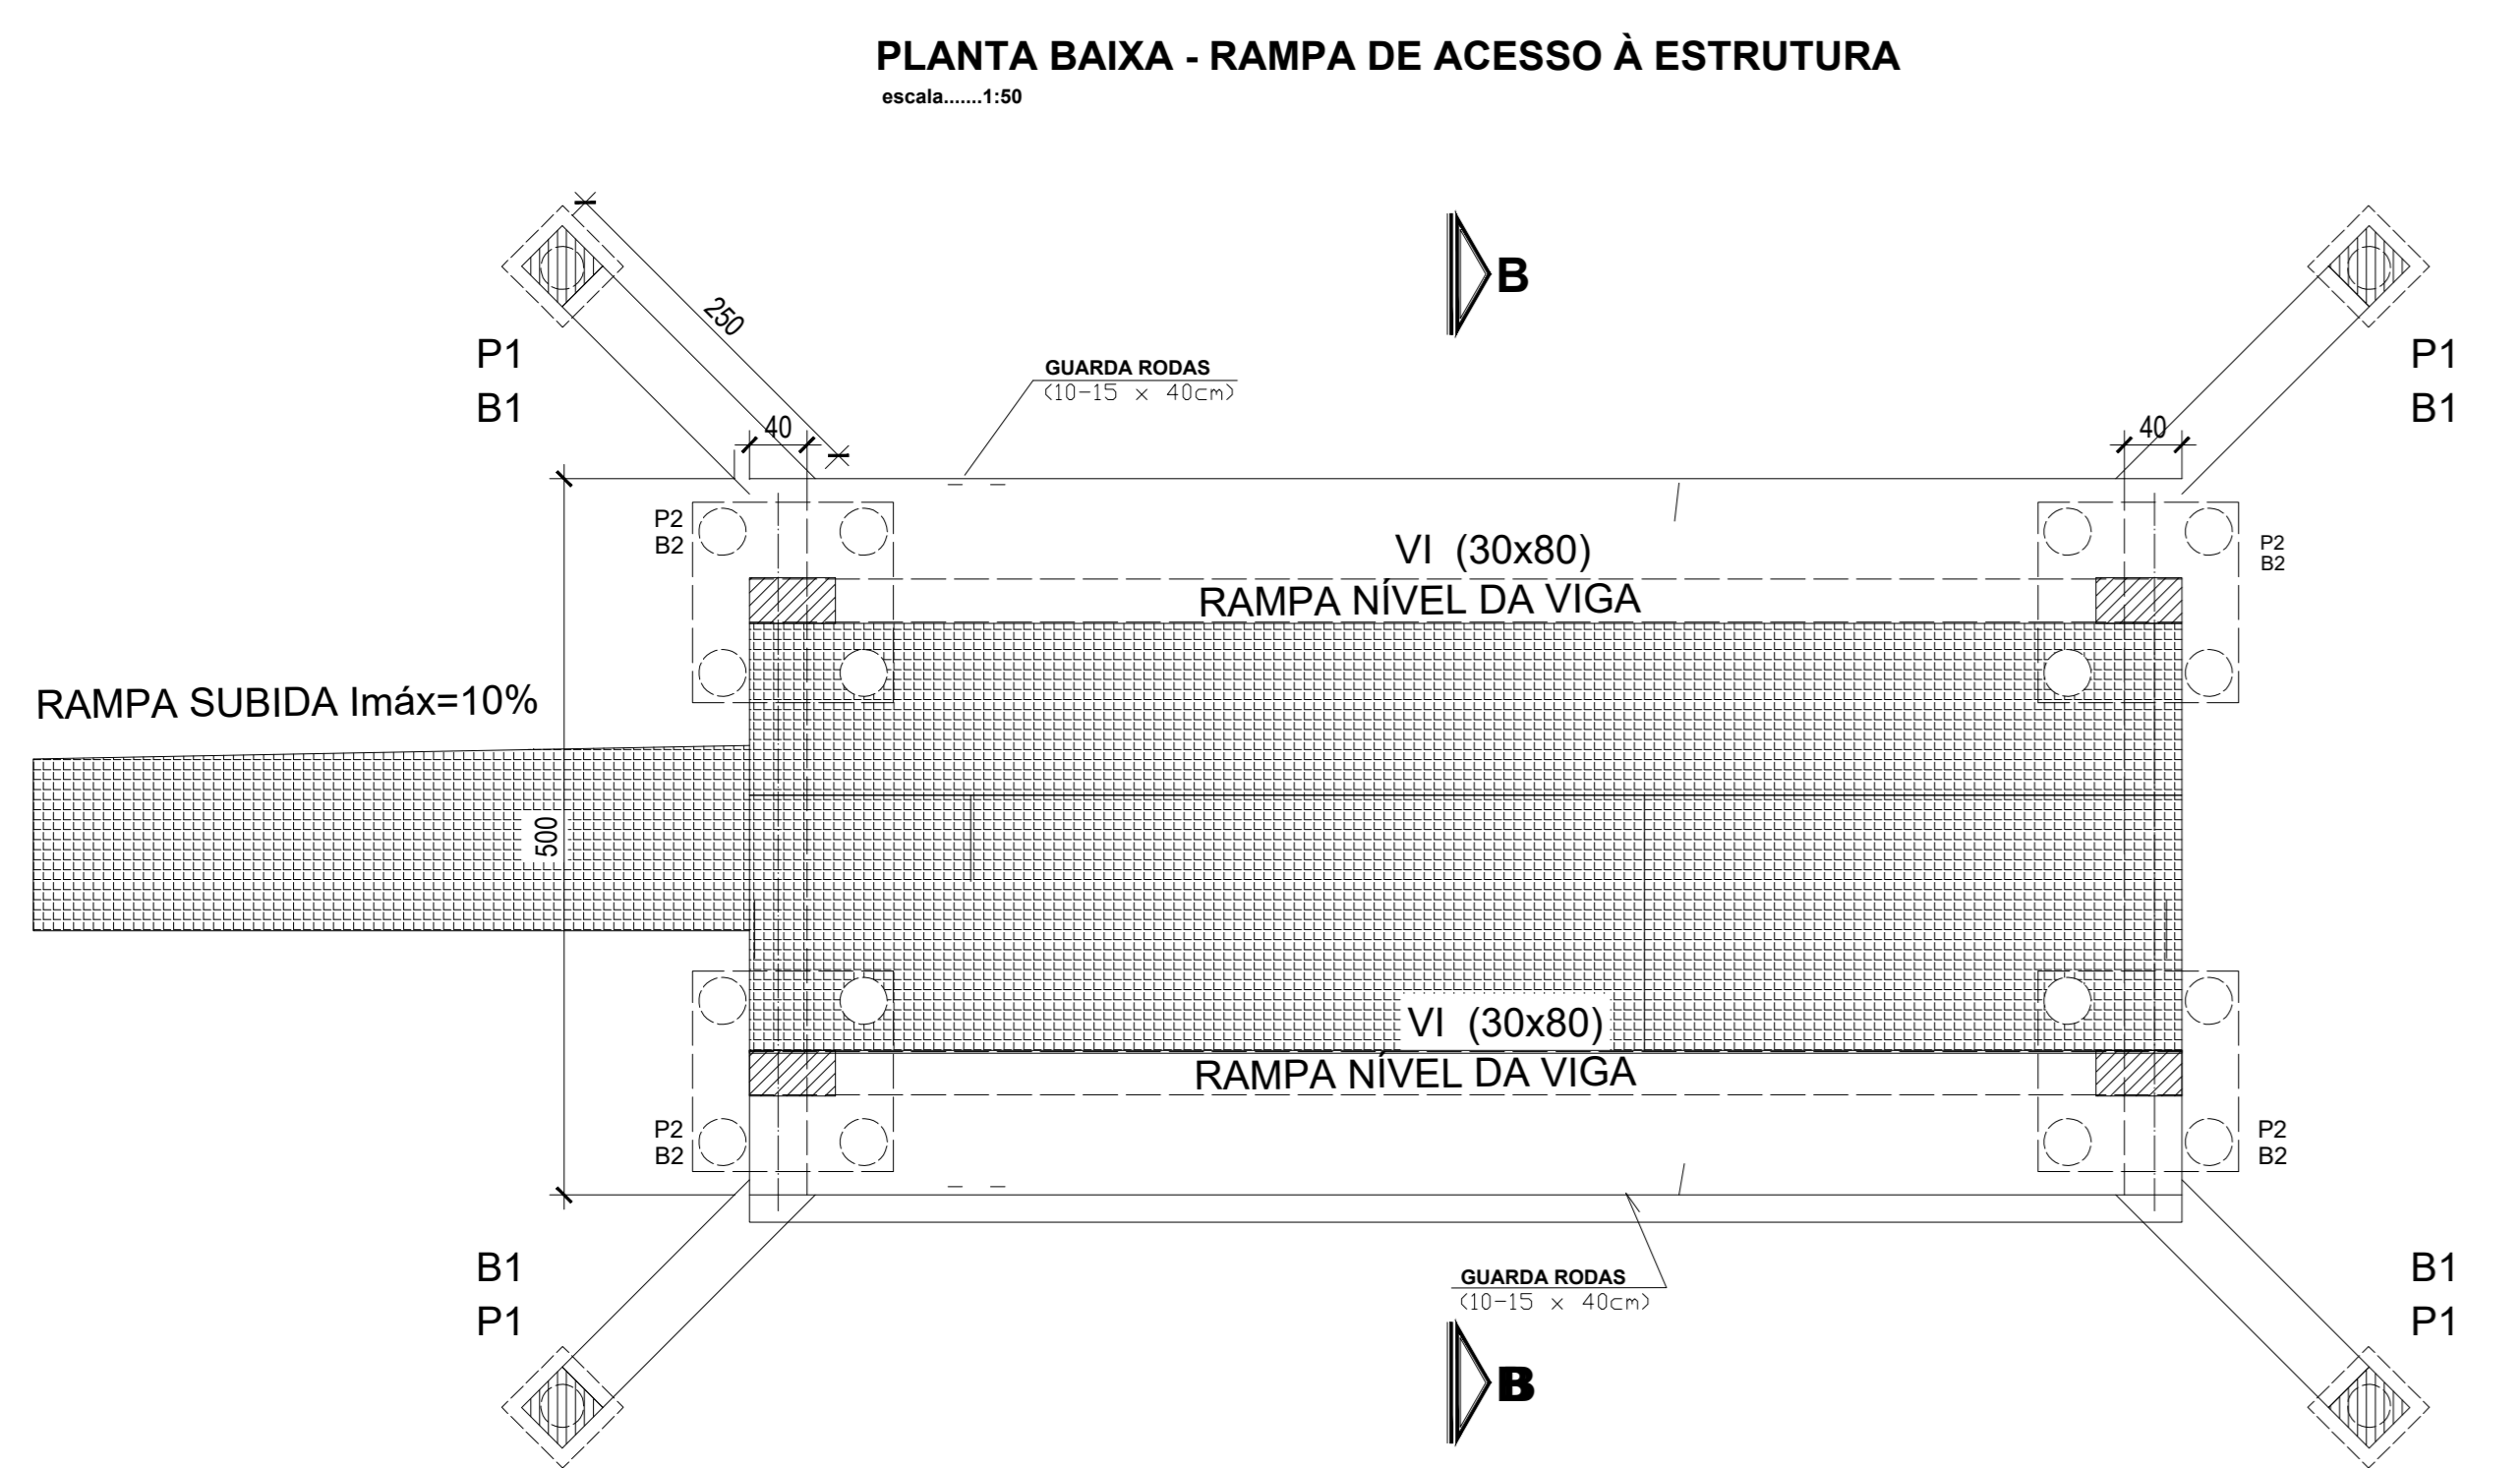 PLANTA BAIXA - RAMPA DE ACESSO À ESTRUTURA
escala.......1:50
B
250
P1
B1
GUARDA RODAS
(10-15 x 40cm)
40
P1
B1
40
P2
B2
VI (30x80)
RAMPA NÍVEL DA VIGA
P2
B2
RAMPA SUBIDA Imáx=10%
500
VI (30x80)
RAMPA NÍVEL DA VIGA
P2
B2
P2
B2
B1
P1
GUARDA RODAS
(10-15 x 40cm)
B1
P1
B